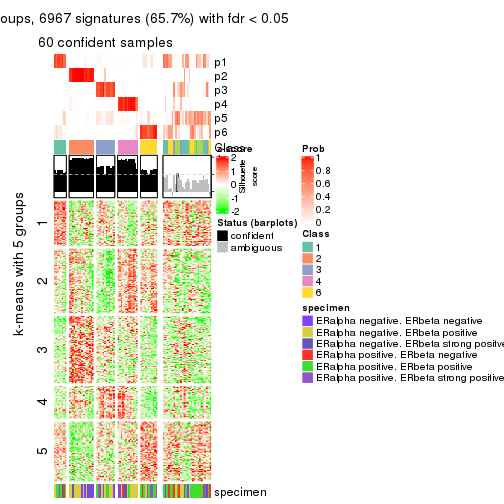 oups, 6967 signatures (65.7%) with fdr < 0.05
60 confident samples
p1
p2
p3
p4
p5
p6
Class
z-score
2
1
0
-1
-2
Silhouette
score
Prob
1
0.8
0.6
0.4
0.2
0
Status (barplots)
confident
ambiguous
Class
1
2
3
4
6
specimen
ERalpha negative. ERbeta negative
ERalpha negative. ERbeta positive
ERalpha negative. ERbeta strong positive
ERalpha positive. ERbeta negative
ERalpha positive. ERbeta positive
ERalpha positive. ERbeta strong positive
k-means with 5 groups
1
2
3
4
5
specimen